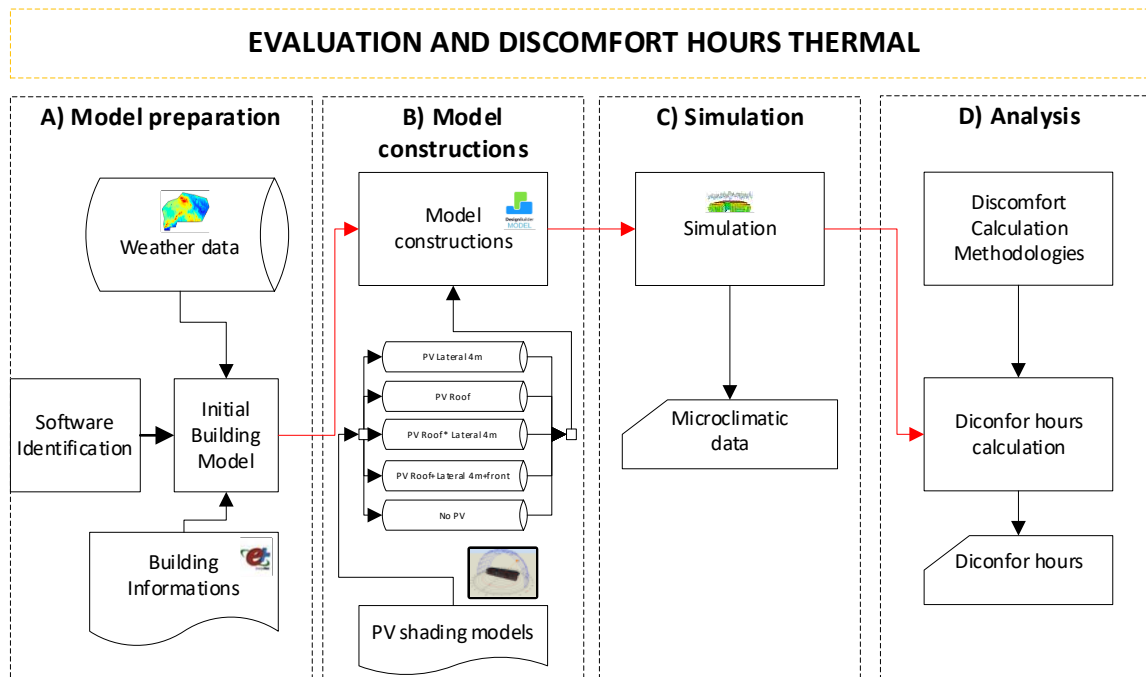 EVALUATION AND DISCOMFORT HOURS THERMAL
A) Model preparation
Weather data
Software
Identification
Initial
Building
Model
Building
Informations
B) Model
constructions
Model
constructions
DesignBuilder
MODEL
PV Lateral 4m
PV Roof
PV Roof* Lateral 4m
PV Roof+Lateral 4m+front
No PV
PV shading models
C) Simulation
Simulation
Microclimatic
data
D) Analysis
Discomfort
Calculation
Methodologies
Diconfor hours
calculation
Diconfor hours